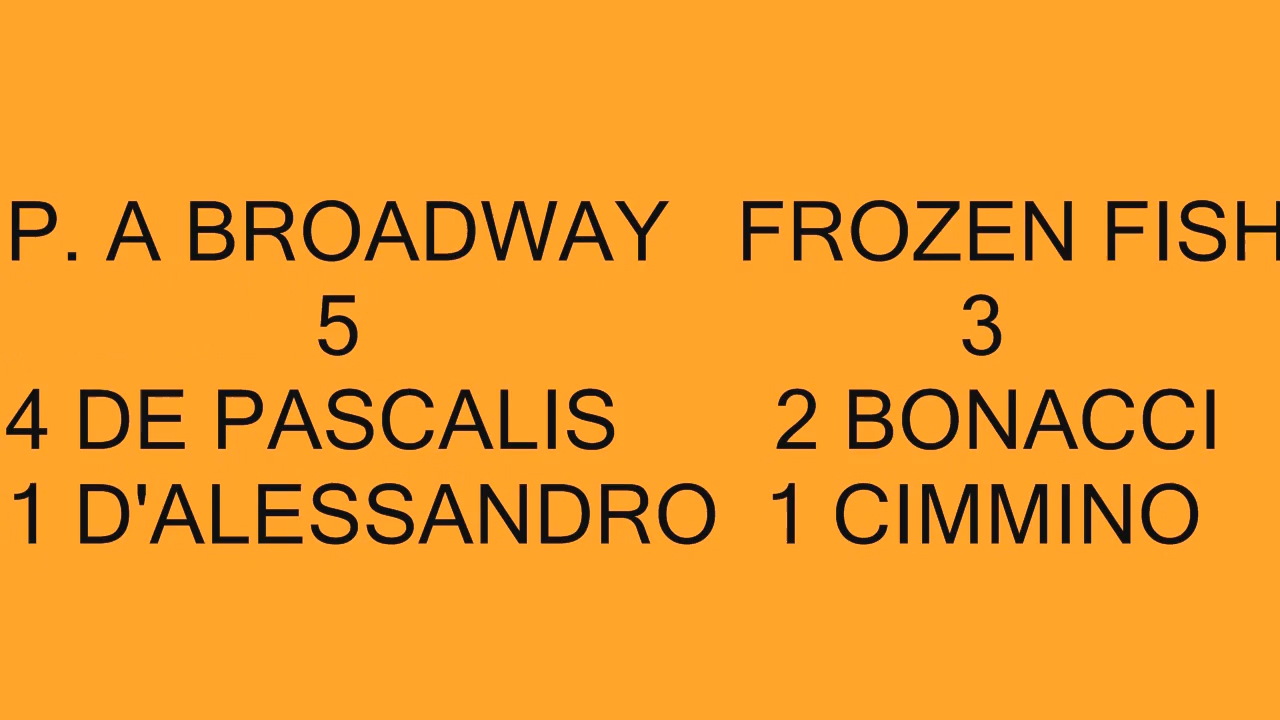 P. A BROADWAY FROZEN FISH
5 3
4 DE PASCALIS 2 BONACCI
1 D'ALESSANDRO 1 CIMMINO